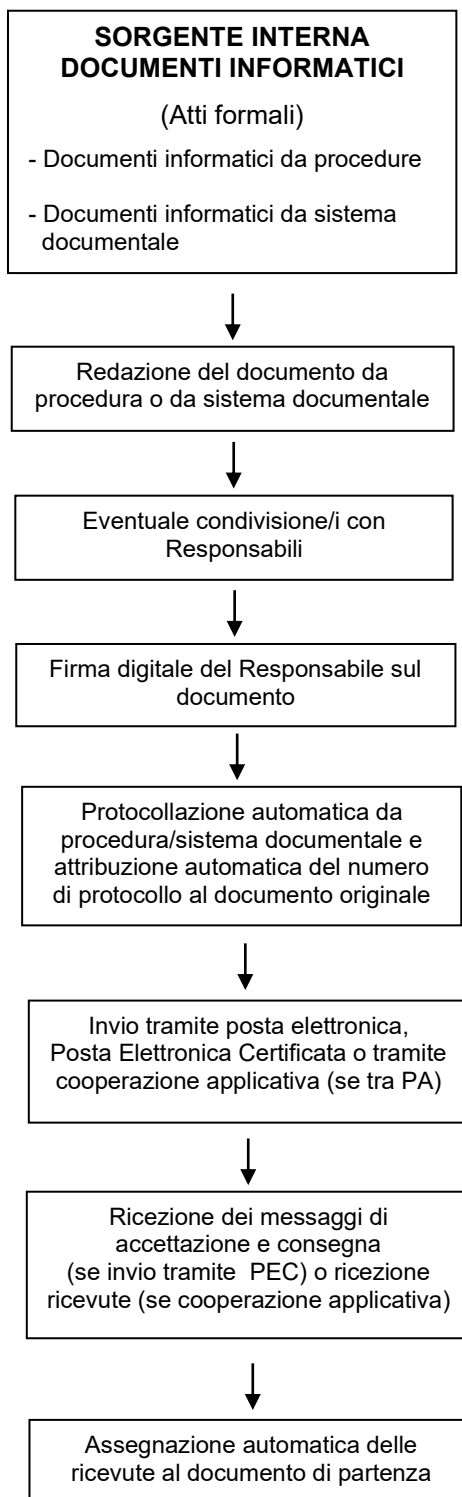 SORGENTE INTERNA
DOCUMENTI INFORMATICI
(Atti formali)
- Documenti informatici da procedure
- Documenti informatici da sistema
documentale
Redazione del documento da
procedura o da sistema documentale
Eventuale condivisione/i con
Responsabili
Firma digitale del Responsabile sul
documento
Protocollazione automatica da
procedura/sistema documentale e
attribuzione automatica del numero
di protocollo al documento originale
Invio tramite posta elettronica,
Posta Elettronica Certificata o tramite
cooperazione applicativa (se tra PA)
Ricezione dei messaggi di
accettazione e consegna
(se invio tramite PEC) o ricezione
ricevute (se cooperazione applicativa)
Assegnazione automatica delle
ricevute al documento di partenza